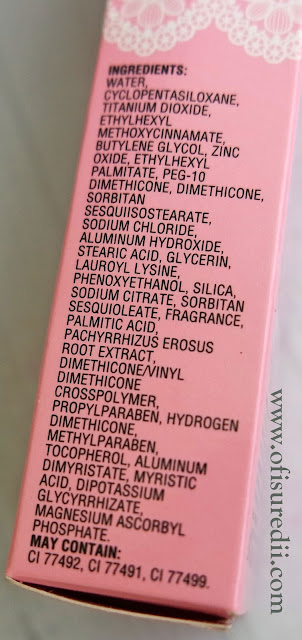 INGREDIENTS:
WATER,
CYCLOPENTASILOXANE,
TITANIUM DIOXIDE,
ETHYLHEXYL
METHOXYCINNAMATE,
BUTYLENE GLYCOL, ZINC
OXIDE, ETHYLHEXYL
PALMITATE, PEG-10
DIMETHICONE, DIMETHICONE,
SORBITAN
SESQUIISOSTEARATE,
SODIUM CHLORIDE,
ALUMINUM HYDROXIDE,
STEARIC ACID, GLYCERIN,
LAUROYL LYSINE,
PHENOXYETHANOL, SILICA,
SODIUM CITRATE, SORBITAN
SESQUIOLEATE, FRAGRANCE,
PALMITIC ACID,
PACHYRRHIZUS EROSUS
ROOT EXTRACT,
DIMETHICONE/VINYL
DIMETHICONE
CROSSPOLYMER,
PROPYLPARABEN, HYDROGEN
DIMETHICONE,
METHYLPARABEN,
TOCOPHEROL, ALUMINUM
DIMYRISTATE, MYRISTIC
ACID, DIPOTASSIUM
GLYCYRRHIZATE,
MAGNESIUM ASCORBYL
PHOSPHATE.
MAY CONTAIN:
CI 77492, CI 77491, CI 77499.
www.ofisuredii.com